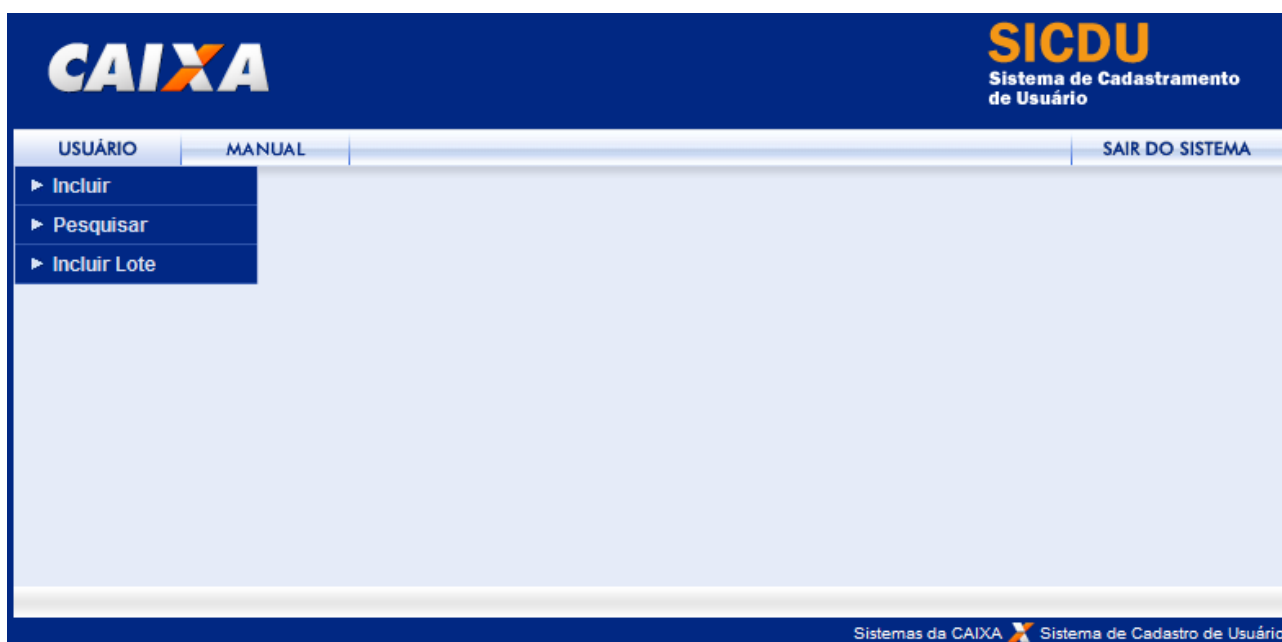 CAIXA
SICDU
Sistema de Cadastramento
de Usuário
USUÁRIO
MANUAL
SAIR DO SISTEMA
Incluir
Pesquisar
Incluir Lote
Sistemas da CAIXA X Sistema de Cadastro de Usuário